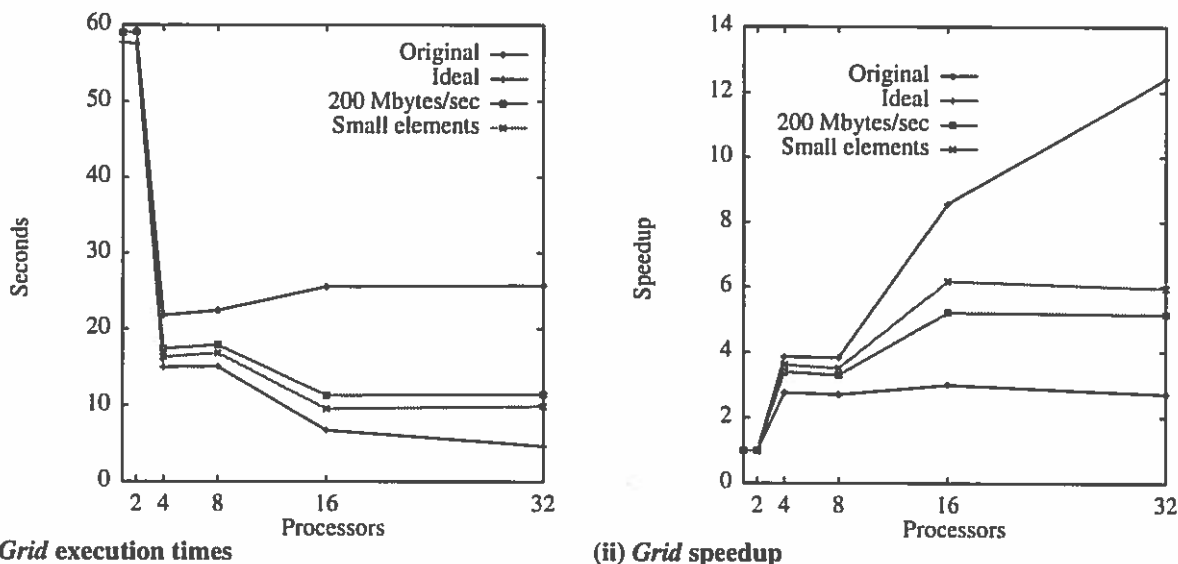 60
50
40
30
20
10
0
Seconds
Original
Ideal
200 Mbytes/sec
Small elements
2 4 8 16 32
Processors
Grid execution times
14
12
10
8
6
4
2
0
Speedup
Original
Ideal
200 Mbytes/sec
Small elements
2 4 8 16 32
Processors
(ii) Grid speedup